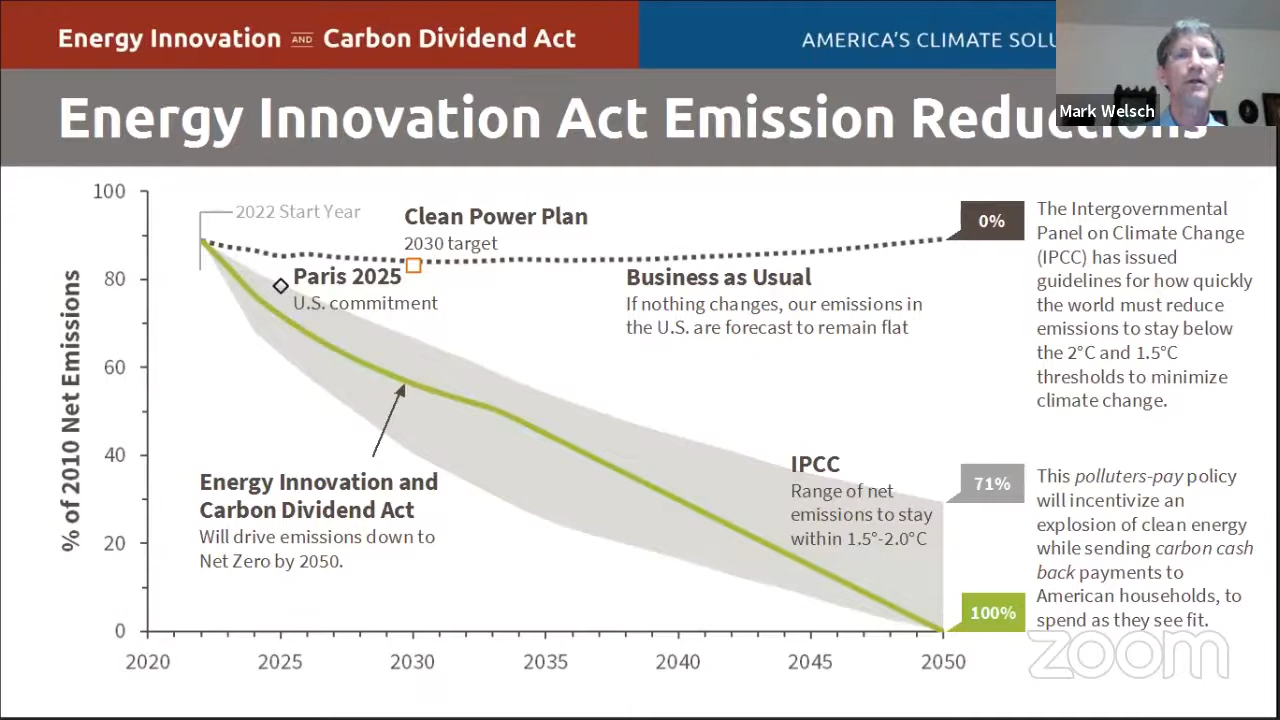 Energy Innovation AND Carbon Dividend Act
AMERICA'S CLIMATE SOLU
Mark Welsch
Energy Innovation Act Emission Reductions
100
80
60
40
20
0
% of 2010 Net Emissions
2020
2025
2030
2035
2040
2045
2050
2022 Start Year
Clean Power Plan
2030 target
Paris 2025
U.S. commitment
Business as Usual
If nothing changes, our emissions in
the U.S. are forecast to remain flat
Energy Innovation and
Carbon Dividend Act
Will drive emissions down to
Net Zero by 2050.
IPCC
Range of net
emissions to stay
within 1.5°-2.0°C
0%
71%
100%
The Intergovernmental
Panel on Climate Change
(IPCC) has issued
guidelines for how quickly
the world must reduce
emissions to stay below
the 2°C and 1.5°C
thresholds to minimize
climate change.
This polluters-pay policy
will incentivize an
explosion of clean energy
while sending carbon cash
back payments to
American households, to
spend as they see fit.
zoom